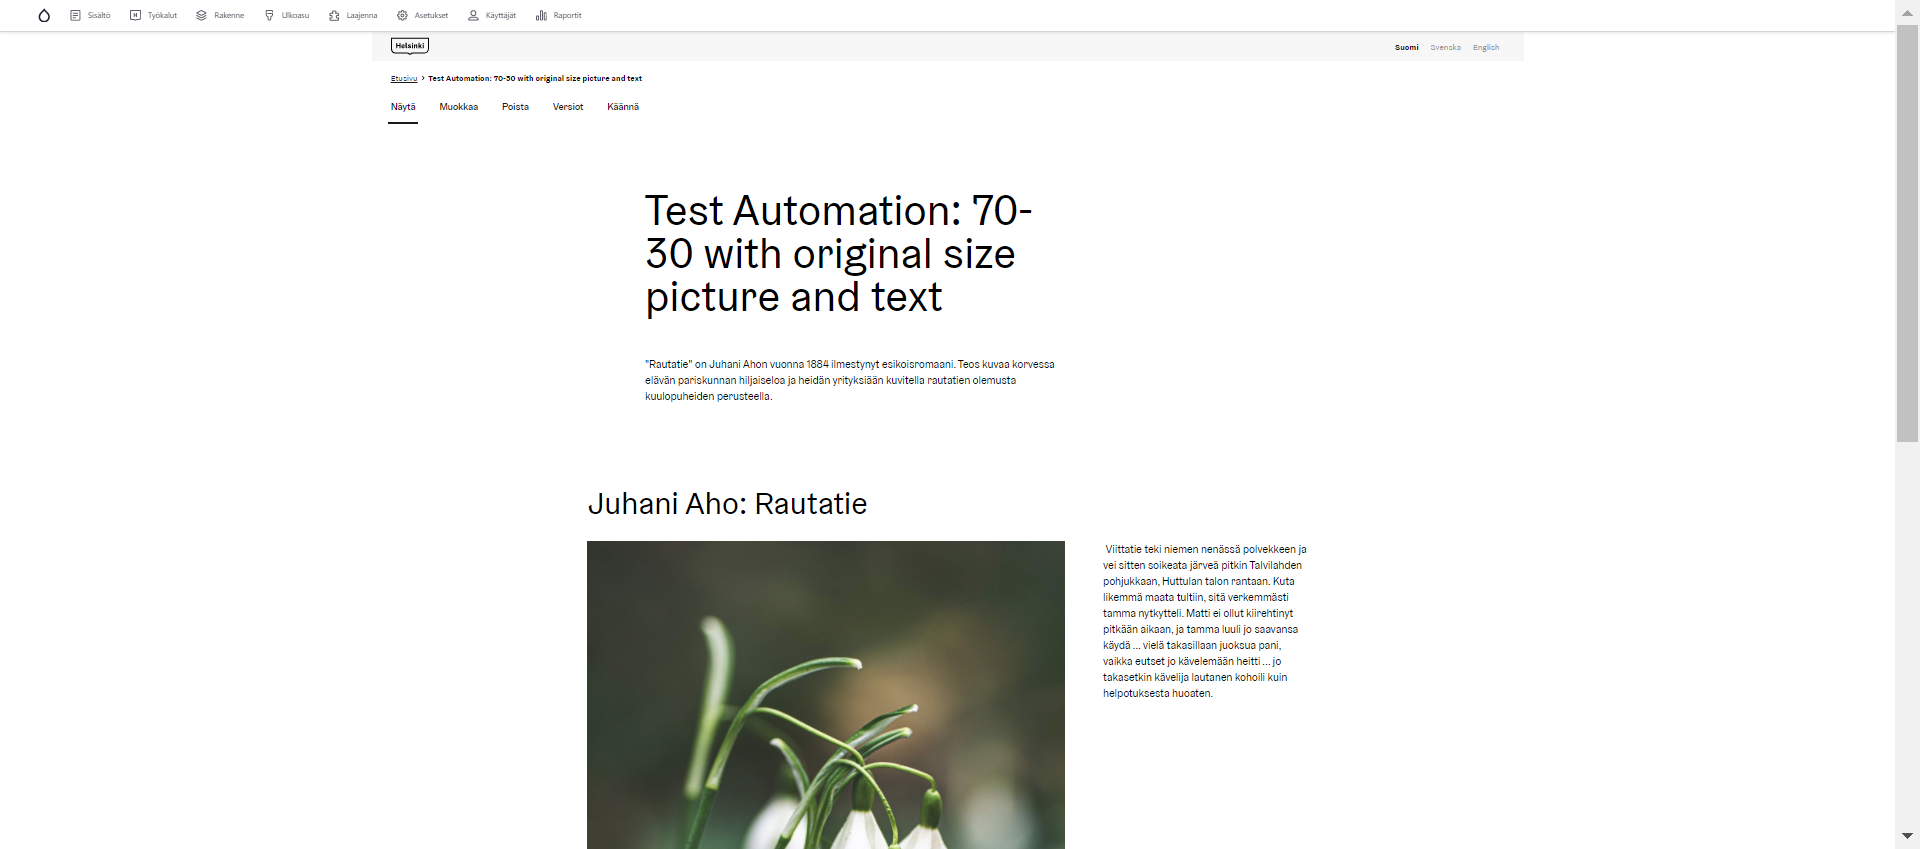 Sisältö Työkalut Rakenne Ulkoasu Laajenna Asetukset Käyttäjät Raportit
Helsinki
Suomi Svenska English
Etusivu > Test Automation: 70-30 with original size picture and text
Näytä Muokkaa Poista Versiot Käännä
Test Automation: 70-
30 with original size
picture and text
"Rautatie" on Juhani Ahon vuonna 1884 ilmestynyt esikoisromaani. Teos kuvaa korvessa
elävän pariskunnan hiljaiseloa ja heidän yrityksiään kuvitella rautatien olemusta
kuulopuheiden perusteella.
Juhani Aho: Rautatie
Viittatie teki niemen nenässä polvekkeen ja
vei sitten soikeata järveä pitkin Talvilahden
pohjukkaan, Huttulan talon rantaan. Kuta
likemmä maata tultiin, sitä verkemmästi
tamma nytkytteli. Matti ei ollut kiirehtinyt
pitkään aikaan, ja tamma luuli jo saavansa
käydä ... vielä takasillaan juoksua pani,
vaikka eutset jo kävelemään heitti ... jo
takasetkin kävelijä lautanen kohoili kuin
helpotuksesta huoaten.